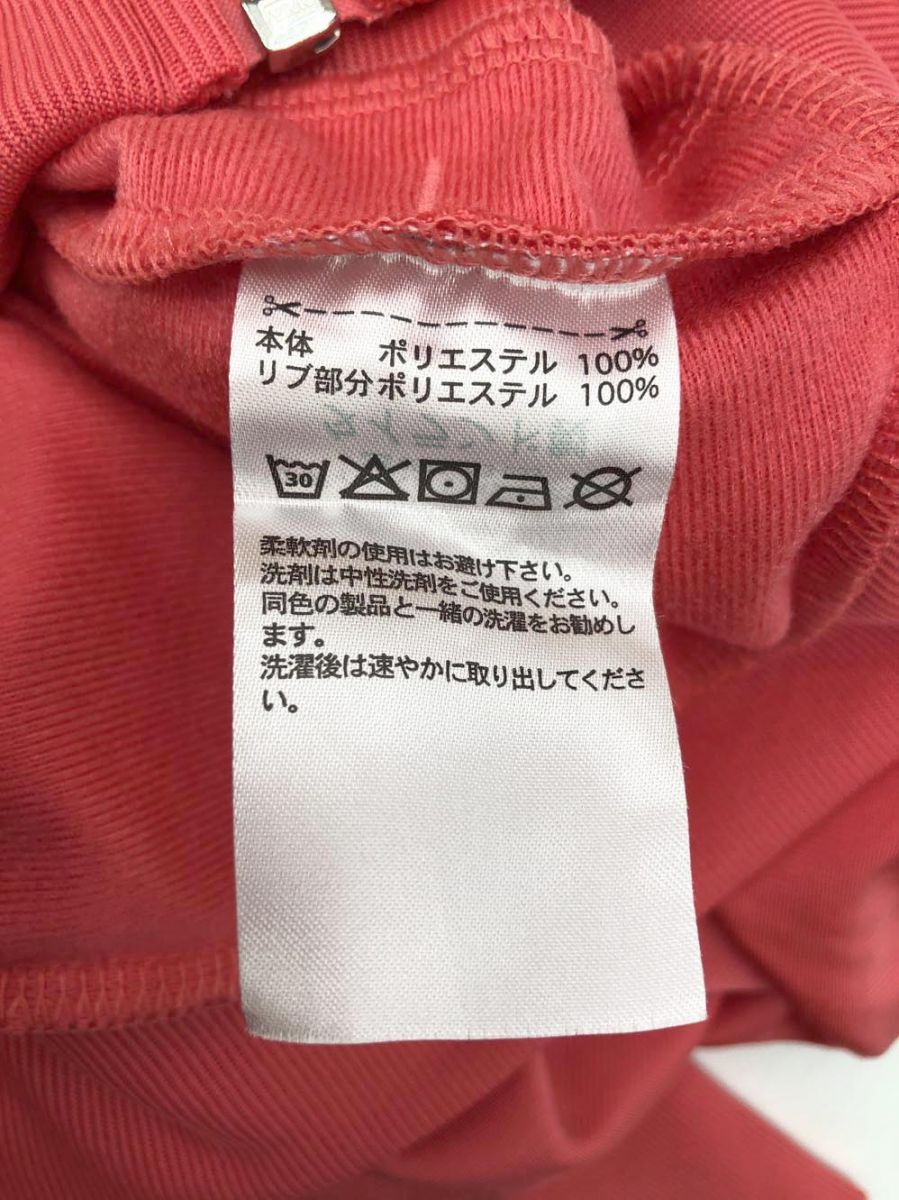 本体 ポリエステル 100%
リブ部分 ポリエステル 100%
30
柔軟剤の使用はお避け下さい。
洗剤は中性洗剤をご使用ください。
同色の製品と一緒の洗濯をお勧めし
ます。
洗濯後は速やかに取り出してくださ
い。